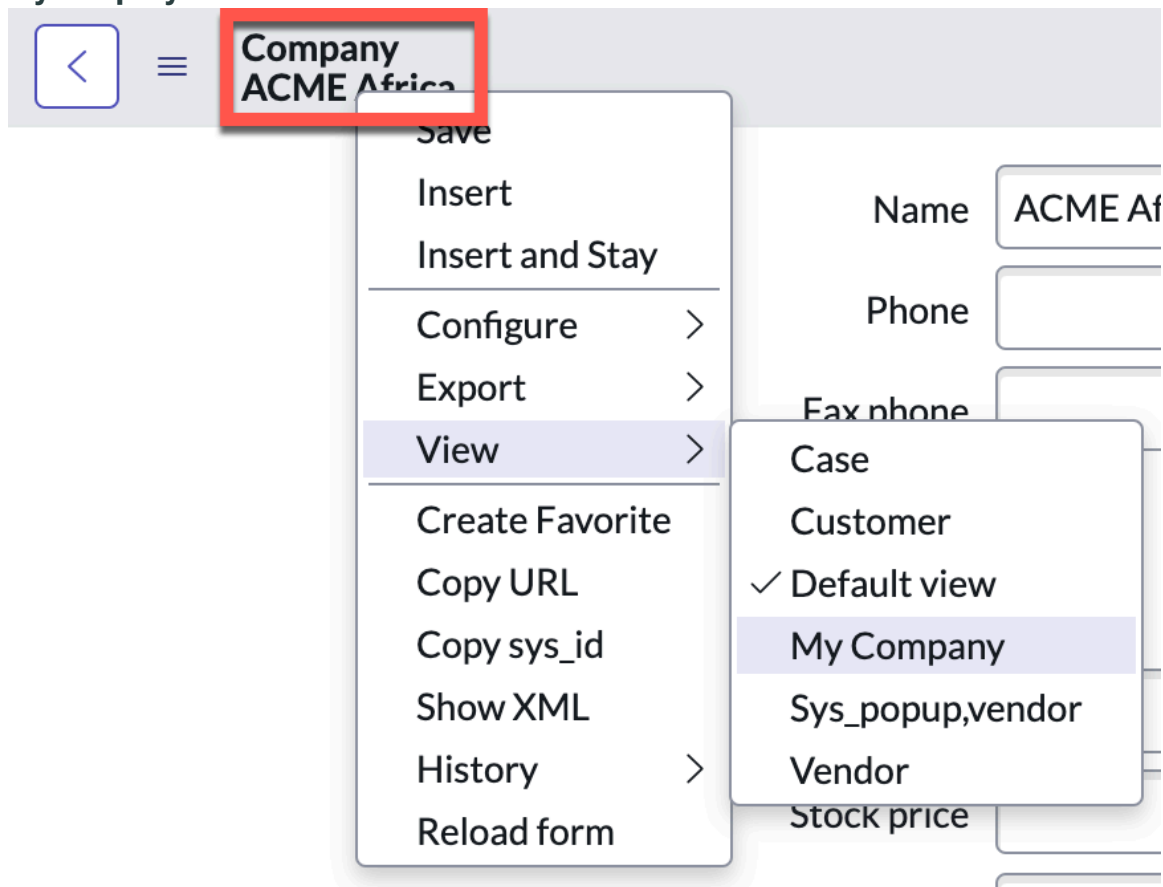 Company
ACME Africa
Save
Insert
Insert and Stay
Configure
Export
View
Create Favorite
Copy URL
Copy sys_id
Show XML
History
Reload form
Case
Customer
Default view
My Company
Sys_popup,vendor
Vendor
Name
ACME Af
Phone
Fax phone
Stock price